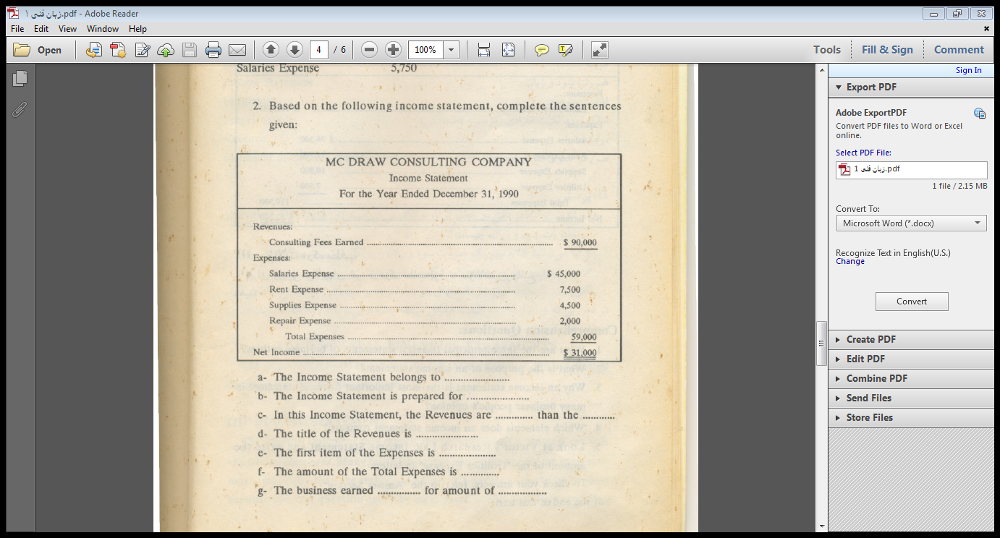 زبان فنی ۱.pdf - Adobe Reader
File Edit View Window Help
Open 4 / 6 100% Tools Fill & Sign Comment
Salaries Expense 5,750
2. Based on the following income statement, complete the sentences
given:
MC DRAW CONSULTING COMPANY
Income Statement
For the Year Ended December 31, 1990
Revenues:
Consulting Fees Earned ........ $ 90,000
Expenses:
Salaries Expense ........ $ 45,000
Rent Expense ........ 7,500
Supplies Expense ........ 4,500
Repair Expense ........ 2,000
Total Expenses ........ 59,000
Net Income ........ $ 31,000
a- The Income Statement belongs to ........
b- The Income Statement is prepared for ........
c- In this Income Statement, the Revenues are ........ than the ........
d- The title of the Revenues is ........
e- The first item of the Expenses is ........
f- The amount of the Total Expenses is ........
g- The business earned ........ for amount of ........
Sign In
Export PDF
Adobe ExportPDF
Convert PDF files to Word or Excel
online.
Select PDF File:
زبان فنی 1.pdf
1 file / 2.15 MB
Convert To:
Microsoft Word (*.docx)
Recognize Text in English(U.S.)
Change
Convert
Create PDF
Edit PDF
Combine PDF
Send Files
Store Files